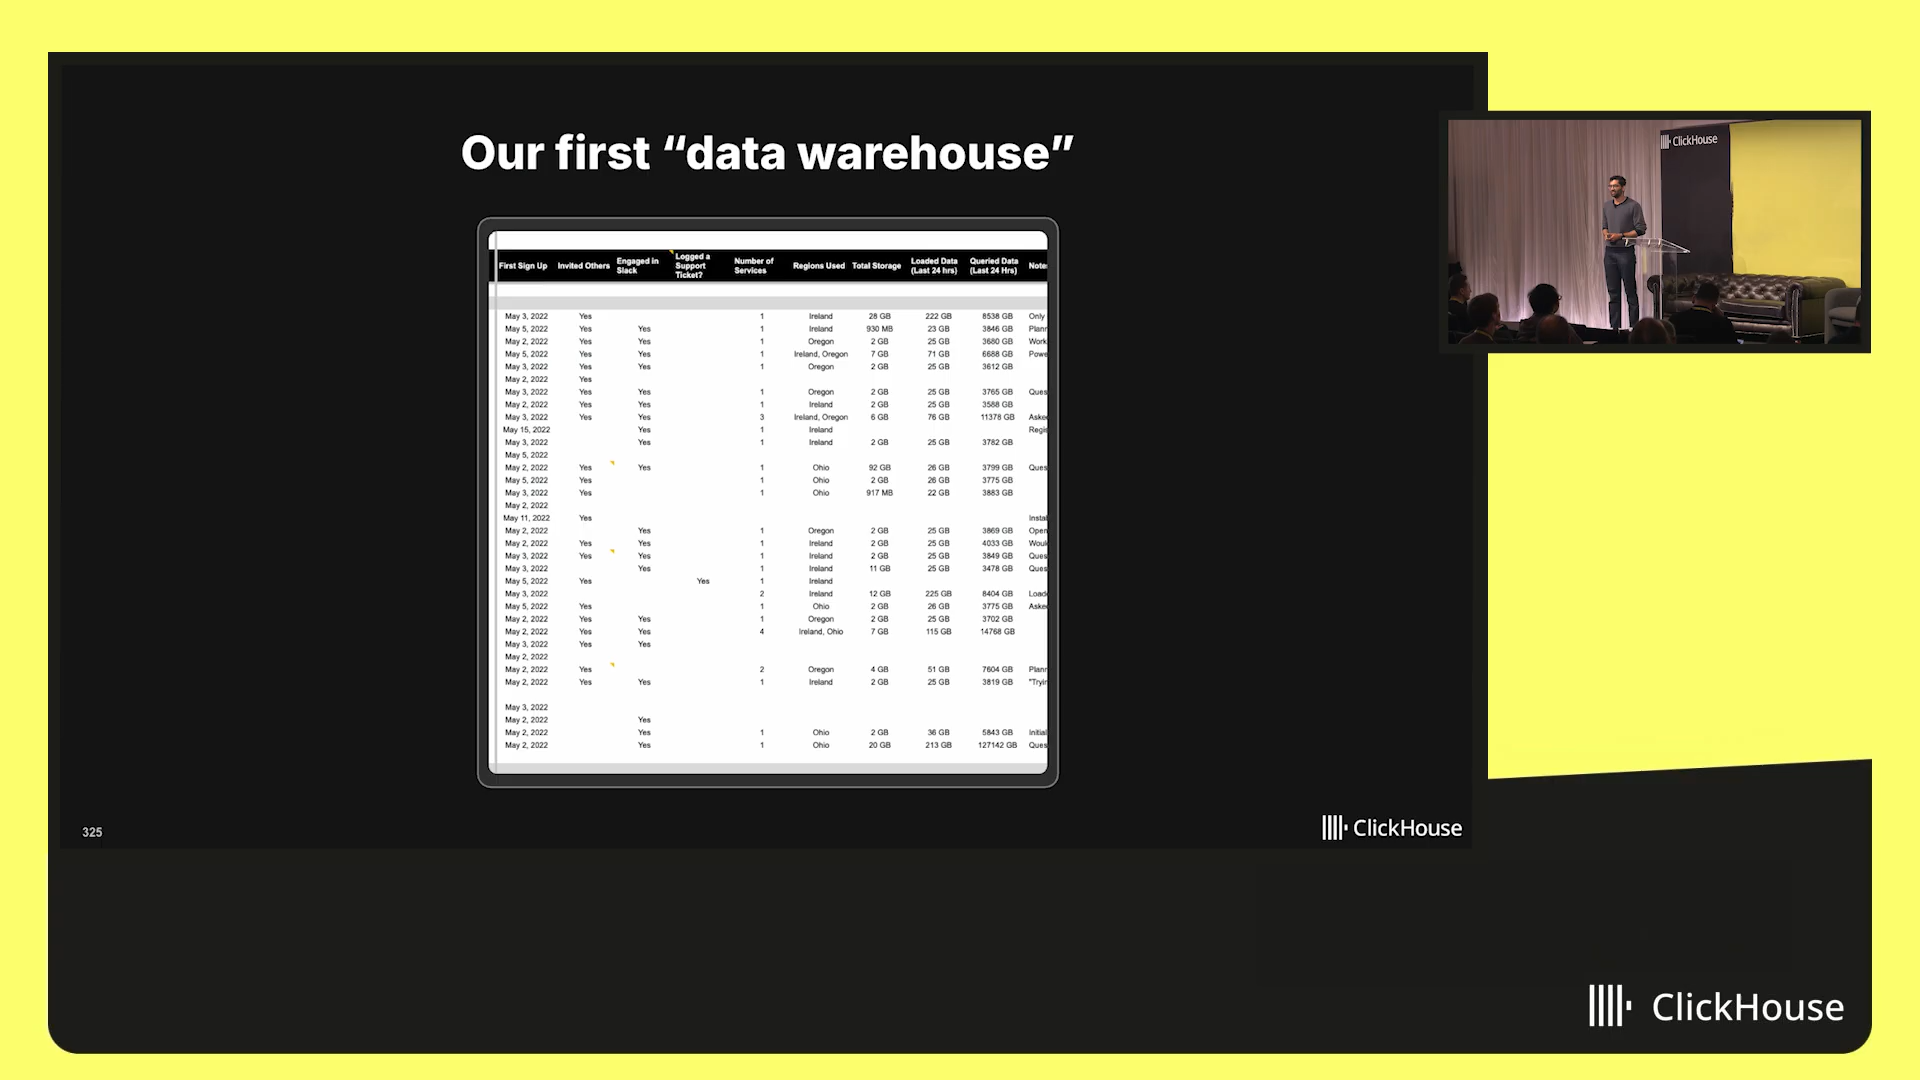 Our first “data warehouse”
First Sign Up Invited Others Engaged in Slack Logged a Support Ticket? Number of Services Regions Used Total Storage Loaded Data (Last 24 hrs) Queried Data (Last 24 Hrs) Note
May 3, 2022 Yes 1 Ireland 28 GB 222 GB 8538 GB Only
May 5, 2022 Yes Yes 1 Ireland 930 MB 23 GB 3846 GB Plann
May 2, 2022 Yes Yes 1 Oregon 2 GB 25 GB 3680 GB Work
May 5, 2022 Yes Yes 1 Ireland, Oregon 7 GB 71 GB 6688 GB Powe
May 3, 2022 Yes Yes 1 Oregon 2 GB 25 GB 3612 GB
May 2, 2022 Yes
May 3, 2022 Yes Yes 1 Oregon 2 GB 25 GB 3765 GB Ques
May 2, 2022 Yes Yes 1 Ireland 2 GB 25 GB 3588 GB
May 3, 2022 Yes Yes 3 Ireland, Oregon 6 GB 76 GB 11378 GB Aske
May 15, 2022 Yes 1 Ireland Regis
May 3, 2022 Yes 1 Ireland 2 GB 25 GB 3782 GB
May 5, 2022
May 2, 2022 Yes Yes 1 Ohio 92 GB 26 GB 3799 GB Ques
May 5, 2022 Yes 1 Ohio 2 GB 26 GB 3775 GB
May 3, 2022 Yes 1 Ohio 917 MB 22 GB 3883 GB
May 2, 2022
May 11, 2022 Yes Instal
May 2, 2022 Yes 1 Oregon 2 GB 25 GB 3869 GB Open
May 2, 2022 Yes Yes 1 Ireland 2 GB 25 GB 4033 GB Woul
May 3, 2022 Yes Yes 1 Ireland 2 GB 25 GB 3849 GB Ques
May 3, 2022 Yes 1 Ireland 11 GB 25 GB 3478 GB Ques
May 5, 2022 Yes Yes 1 Ireland
May 3, 2022 2 Ireland 12 GB 225 GB 8404 GB Load
May 5, 2022 Yes 1 Ohio 2 GB 26 GB 3775 GB Aske
May 2, 2022 Yes Yes 1 Oregon 2 GB 25 GB 3702 GB
May 2, 2022 Yes Yes 4 Ireland, Ohio 7 GB 115 GB 14768 GB
May 3, 2022 Yes Yes
May 2, 2022
May 2, 2022 Yes 2 Oregon 4 GB 51 GB 7604 GB Plann
May 2, 2022 Yes Yes 1 Ireland 2 GB 25 GB 3819 GB "Tryin
May 3, 2022
May 2, 2022 Yes
May 2, 2022 Yes 1 Ohio 2 GB 36 GB 5843 GB Initial
May 2, 2022 Yes 1 Ohio 20 GB 213 GB 127142 GB Ques
325
ClickHouse
ClickHouse
ClickHouse